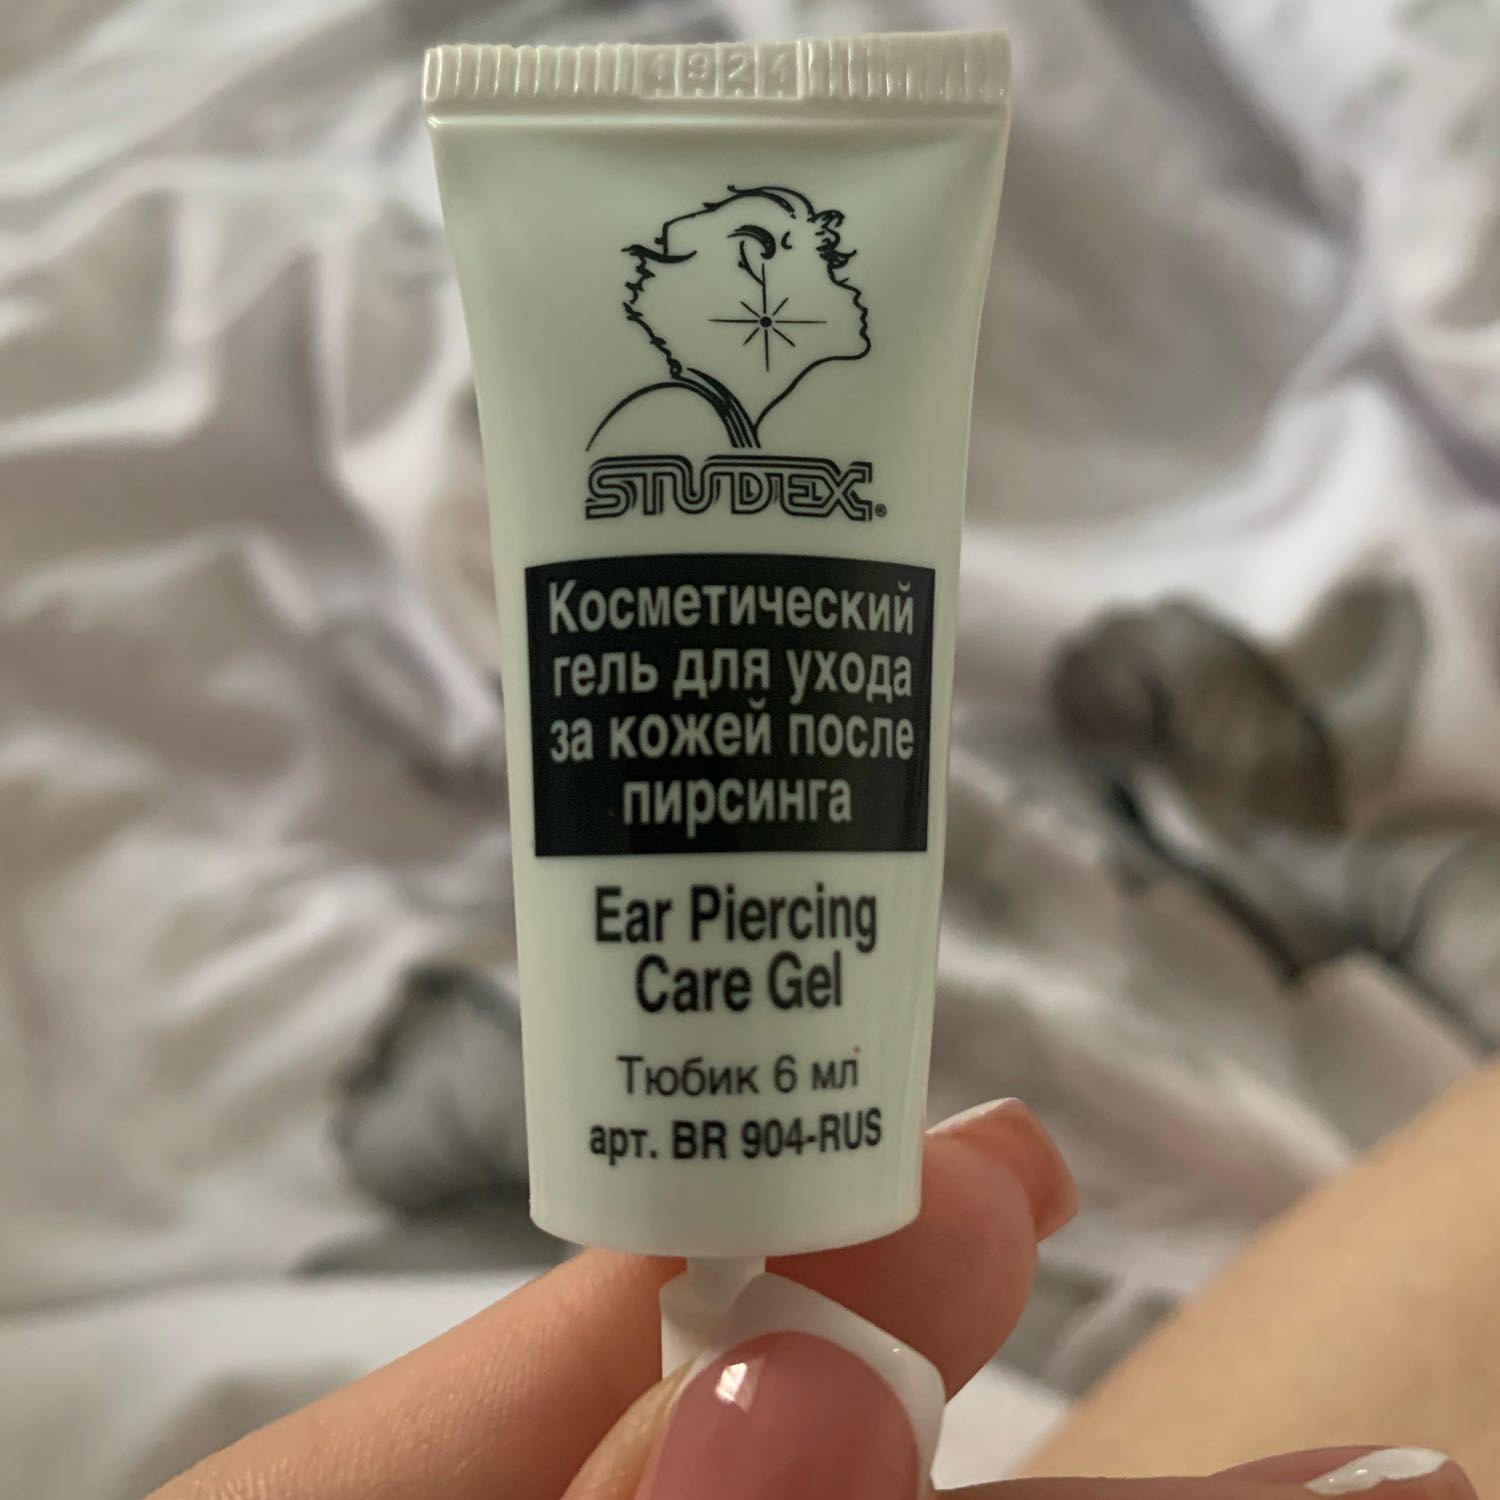 STUDEX®
Косметический
гель для ухода
за кожей после
пирсинга
Ear Piercing
Care Gel
Тюбик 6 мл
арт. BR 904-RUS